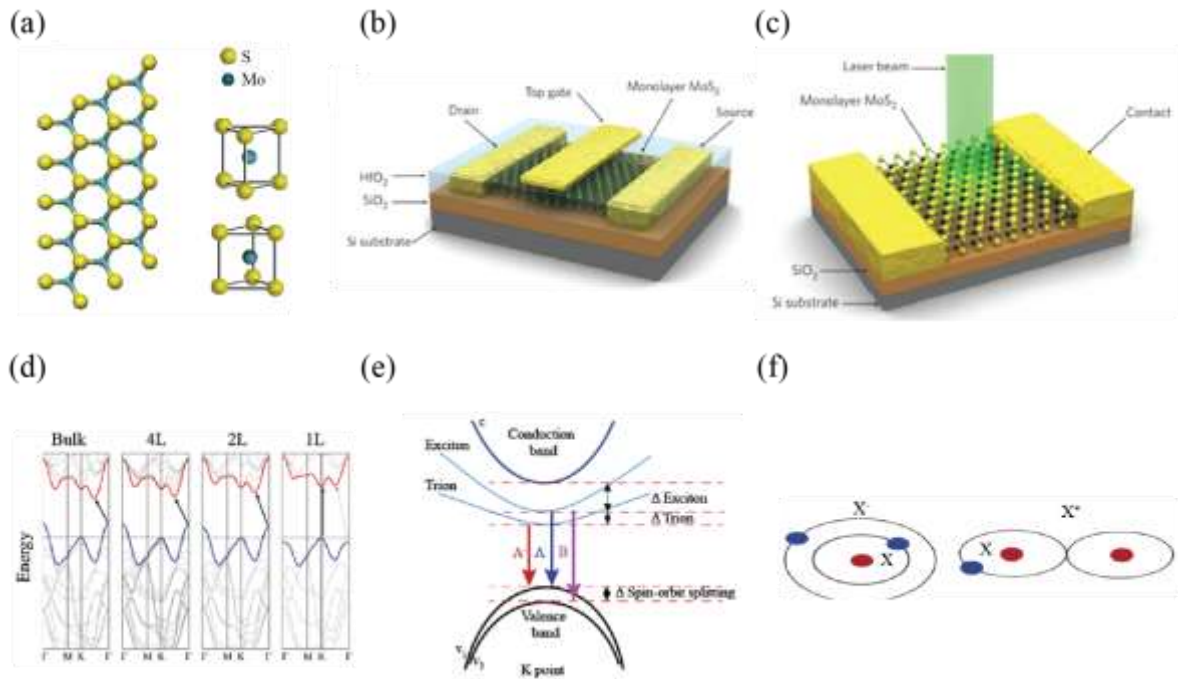 (a)
S
Mo
(b)
Monolayer MoS₂
Top gate
Drain
Source
HfO₂
SiO₂
Si substrate
(c)
Laser beam
Monolayer MoS₂
Contact
SiO₂
Si substrate
(d)
Bulk 4L 2L 1L
Energy
Γ M K Γ Γ M K Γ Γ M K Γ Γ M K Γ
(e)
c
Conduction
band
Exciton
Trion
Δ Exciton
Δ Trion
A⁻ A B
Δ Spin-orbit splitting
Valence
band
K point
(f)
X⁻ X⁺
X X